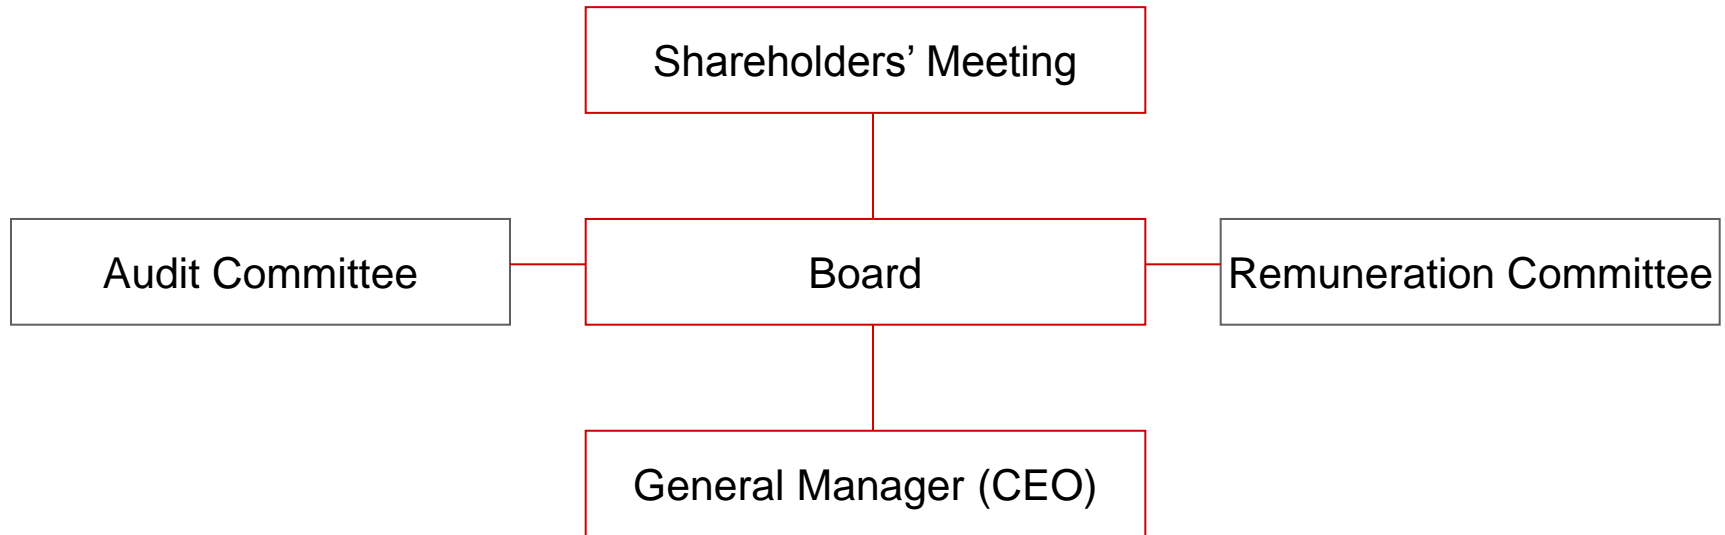 Shareholders’ Meeting
Audit Committee
Board
Remuneration Committee
General Manager (CEO)